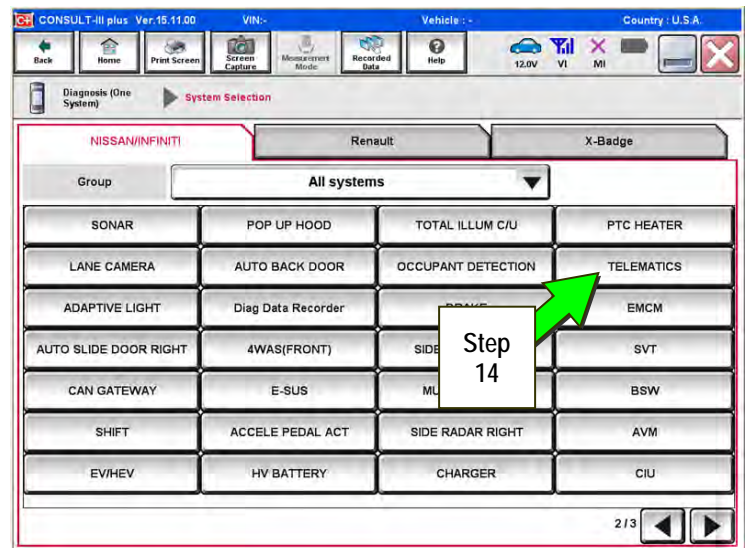 C+ CONSULT-III plus Ver.15.11.00 VIN:- Vehicle : - Country : U.S.A.
Back Home Print Screen Screen Capture Measurement Mode Recorded Data Help 12.0V VI MI
Diagnosis (One System) System Selection
NISSAN/INFINITI Renault X-Badge
Group All systems
SONAR POP UP HOOD TOTAL ILLUM C/U PTC HEATER
LANE CAMERA AUTO BACK DOOR OCCUPANT DETECTION TELEMATICS
ADAPTIVE LIGHT Diag Data Recorder EMCM
AUTO SLIDE DOOR RIGHT 4WAS(FRONT) SIDE SVT
Step
14
CAN GATEWAY E-SUS MU BSW
SHIFT ACCELE PEDAL ACT SIDE RADAR RIGHT AVM
EV/HEV HV BATTERY CHARGER CIU
2/3